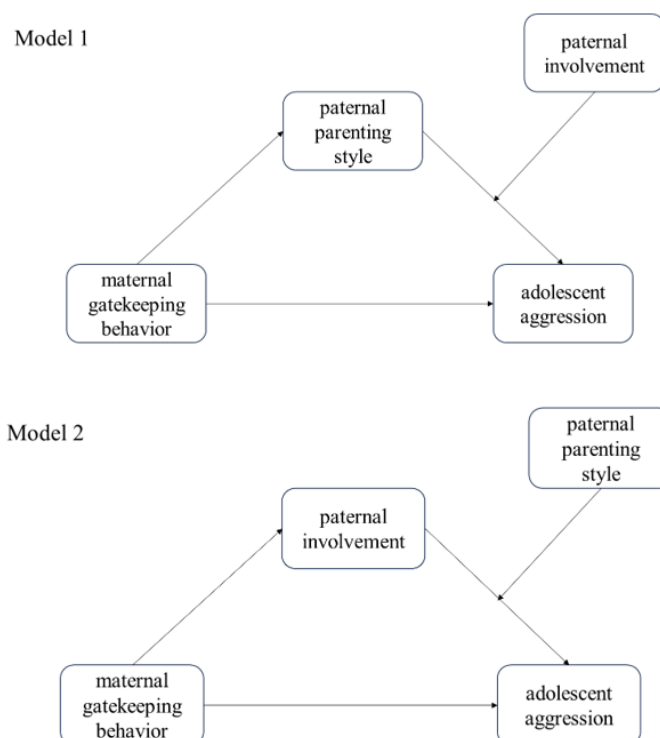 Model 1
paternal
involvement
paternal
parenting
style
maternal
gatekeeping
behavior
adolescent
aggression
Model 2
paternal
parenting
style
paternal
involvement
maternal
gatekeeping
behavior
adolescent
aggression